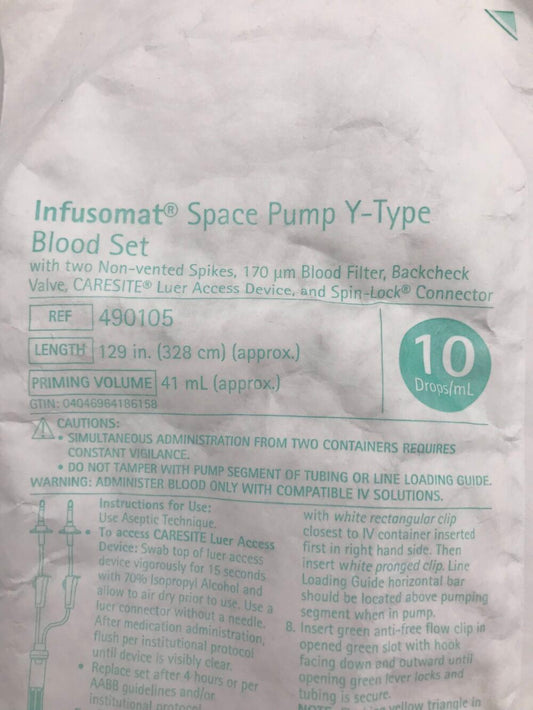 Infusomat® Space Pump Y-Type
Blood Set
with two Non-vented Spikes, 170 µm Blood Filter, Backcheck
Valve, CARESITE® Luer Access Device, and Spin-Lock® Connector
REF 490105
LENGTH 129 in. (328 cm) (approx.)
PRIMING VOLUME 41 mL (approx.)
GTIN: 04046964186158
10
Drops/mL
CAUTIONS:
• SIMULTANEOUS ADMINISTRATION FROM TWO CONTAINERS REQUIRES
CONSTANT VIGILANCE.
• DO NOT TAMPER WITH PUMP SEGMENT OF TUBING OR LINE LOADING GUIDE.
WARNING: ADMINISTER BLOOD ONLY WITH COMPATIBLE IV SOLUTIONS.
Instructions for Use:
Use Aseptic Technique.
• To access CARESITE Luer Access
Device: Swab top of luer access
device vigorously for 15 seconds
with 70% Isopropyl Alcohol and
allow to air dry prior to use. Use a
luer connector without a needle.
After medication administration,
flush per institutional protocol
until device is visibly clear.
• Replace set after 4 hours or per
AABB guidelines and/or
institutional protocol
with white rectangular clip
closest to IV container inserted
first in right hand side. Then
insert white pronged clip. Line
Loading Guide horizontal bar
should be located above pumping
segment when in pump.
8. Insert green anti-free flow clip in
opened green slot with hook
facing down and outward until
opening green lever locks and
tubing is secure.
yellow triangle in